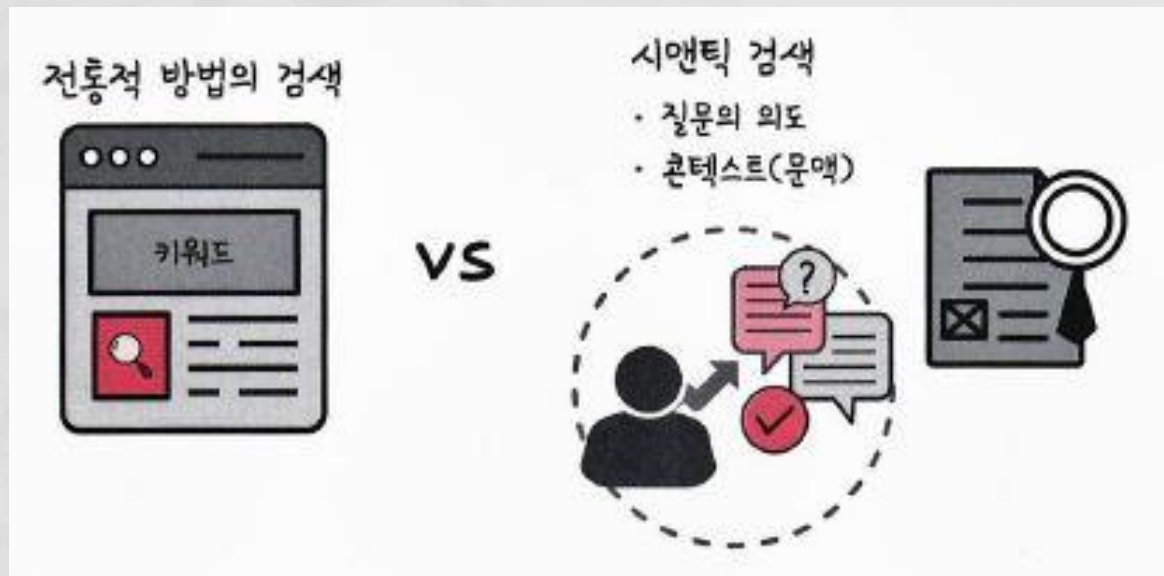 전통적 방법의 검색
키워드
vs
시맨틱 검색
· 질문의 의도
· 콘텍스트(문맥)
?